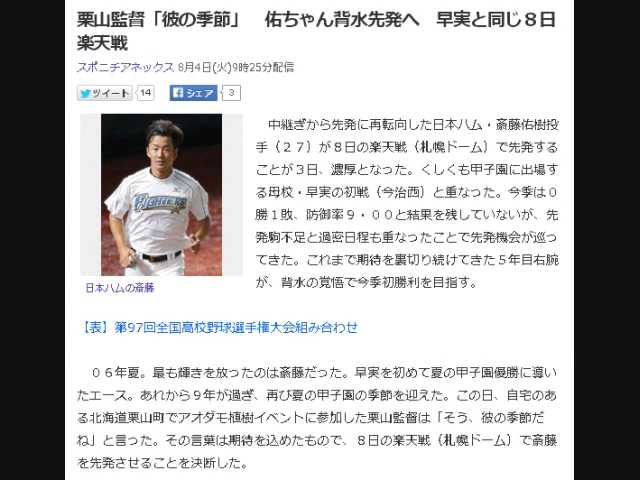 栗山監督「彼の季節」　佑ちゃん背水先発へ　早実と同じ８日
楽天戦
スポニチアネックス 8月4日(火)9時25分配信
ツイート 14 シェア 3
FIGHTERS
日本ハムの斎藤
　中継ぎから先発に再転向した日本ハム・斎藤佑樹投
手（２７）が８日の楽天戦（札幌ドーム）で先発する
ことが３日、濃厚となった。くしくも甲子園に出場す
る母校・早実の初戦（今治西）と重なった。今季は０
勝１敗、防御率９・００と結果を残していないが、先
発駒不足と過密日程も重なったことで先発機会が巡っ
てきた。これまで期待を裏切り続けてきた５年目右腕
が、背水の覚悟で今季初勝利を目指す。
【表】第97回全国高校野球選手権大会組み合わせ
　０６年夏。最も輝きを放ったのは斎藤だった。早実を初めて夏の甲子園優勝に導い
たエース。あれから９年が過ぎ、再び夏の甲子園の季節を迎えた。この日、自宅のあ
る北海道栗山町でアオダモ植樹イベントに参加した栗山監督は「そう、彼の季節だ
ね」と言った。その言葉は期待を込めたもので、８日の楽天戦（札幌ドーム）で斎藤
を先発させることを決断した。